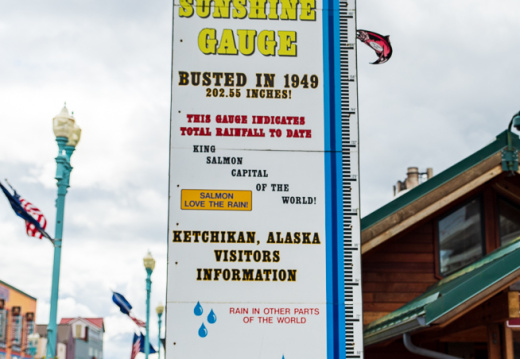 SUNSHINE
GAUGE
BUSTED IN 1949
202.55 INCHES!
THIS GAUGE INDICATES
TOTAL RAINFALL TO DATE
KING
SALMON
CAPITAL
OF THE
WORLD!
SALMON
LOVE THE RAIN!
KETCHIKAN, ALASKA
VISITORS
INFORMATION
RAIN IN OTHER PARTS
OF THE WORLD